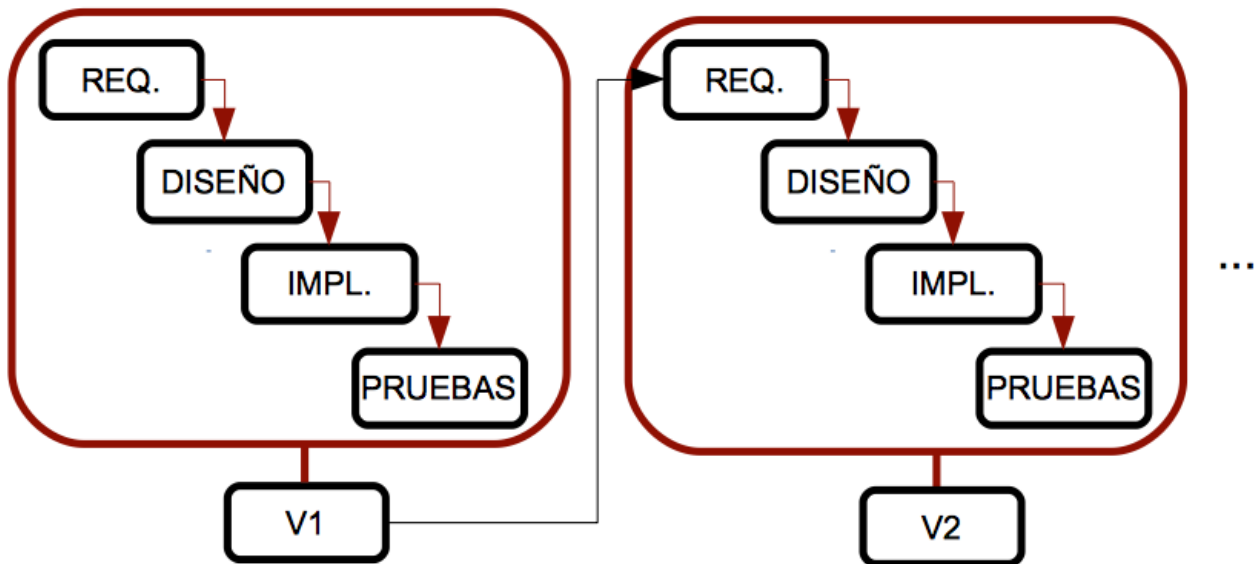 REQ.
DISEÑO
IMPL.
PRUEBAS
V1
REQ.
DISEÑO
IMPL.
PRUEBAS
V2
...